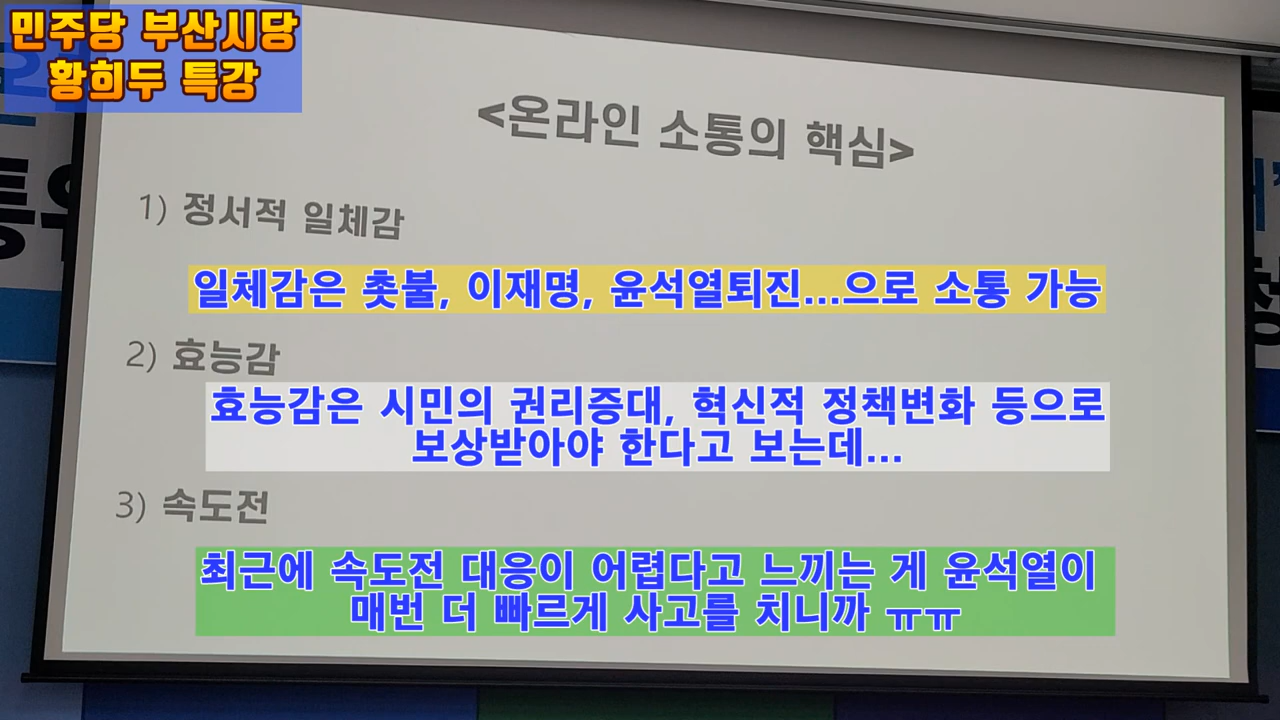 민주당 부산시당
황희두 특강
<온라인 소통의 핵심>
1) 정서적 일체감
일체감은 촛불, 이재명, 윤석열퇴진...으로 소통 가능
2) 효능감
효능감은 시민의 권리증대, 혁신적 정책변화 등으로
보상받아야 한다고 보는데...
3) 속도전
최근에 속도전 대응이 어렵다고 느끼는 게 윤석열이
매번 더 빠르게 사고를 치니까 ㅠㅠ